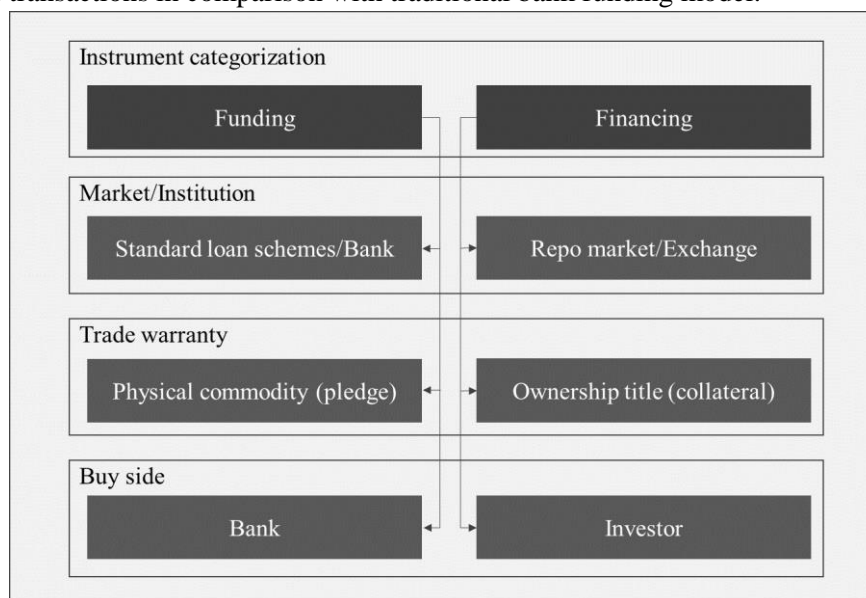 transactions in comparison with traditional bank funding model.
Instrument categorization
Funding
Financing
Market/Institution
Standard loan schemes/Bank
Repo market/Exchange
Trade warranty
Physical commodity (pledge)
Ownership title (collateral)
Buy side
Bank
Investor